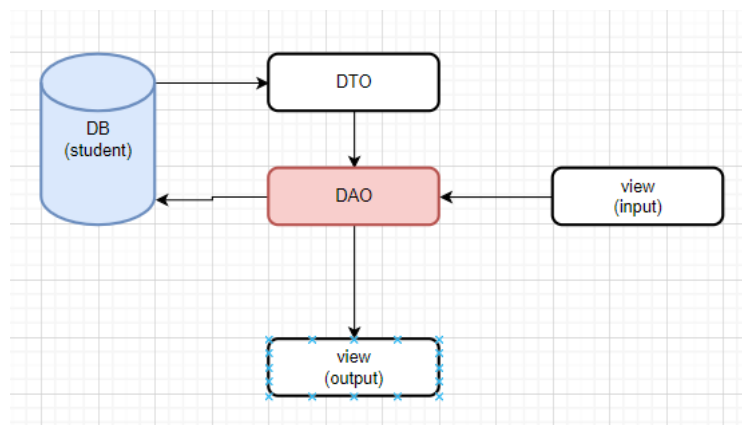 DTO
DB
(student)
DAO
view
(input)
view
(output)